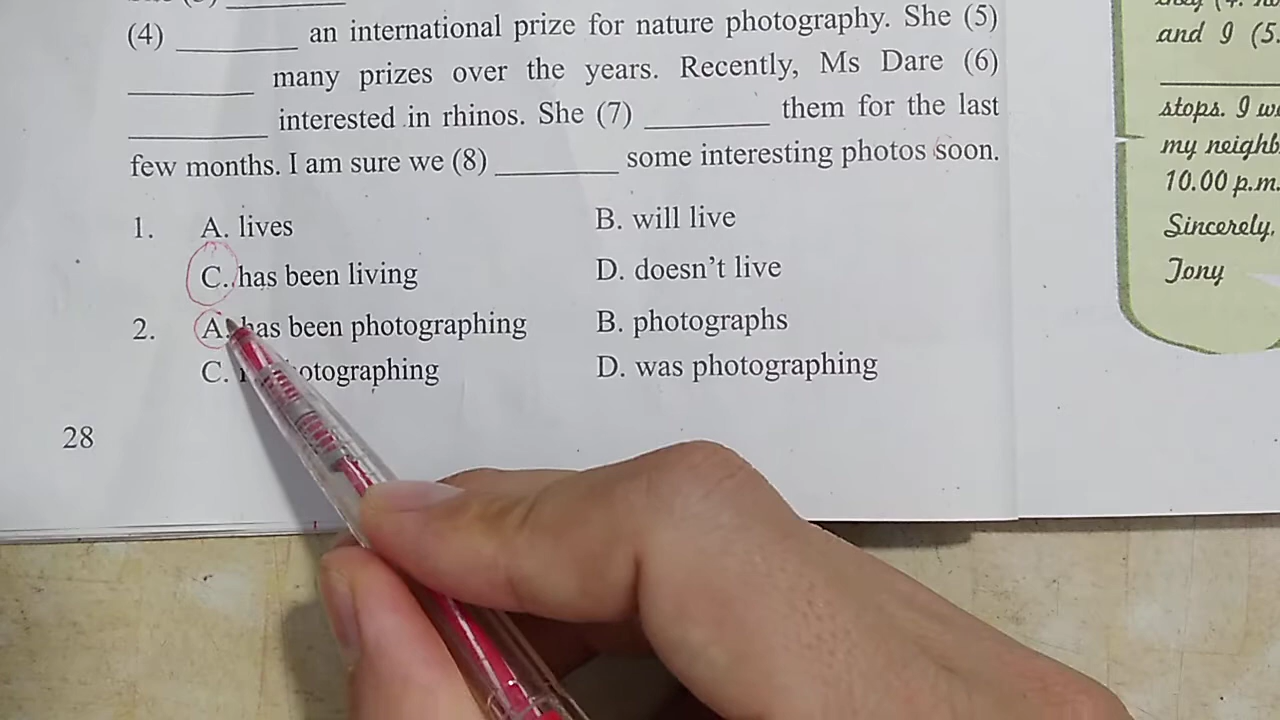 (4) ________ an international prize for nature photography. She (5)
________ many prizes over the years. Recently, Ms Dare (6)
________ interested in rhinos. She (7) ________ them for the last
few months. I am sure we (8) ________ some interesting photos soon.
1. A. lives B. will live
C. has been living D. doesn't live
2. A. has been photographing B. photographs
C. D. was photographing
28
and I (5.
stops. I
my
10.00 p.m.
Sincerely,
Tony